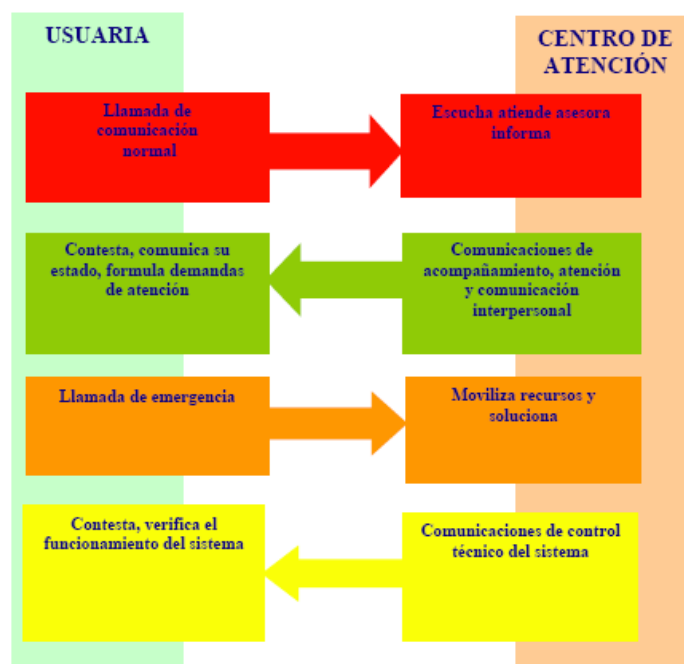 USUARIA
CENTRO DE
ATENCIÓN
Llamada de
comunicación
normal
Escucha atiende asesora
informa
Contesta, comunica su
estado, formula demandas
de atención
Comunicaciones de
acompañamiento, atención
y comunicación
interpersonal
Llamada de emergencia
Moviliza recursos y
soluciona
Contesta, verifica el
funcionamiento del sistema
Comunicaciones de control
técnico del sistema